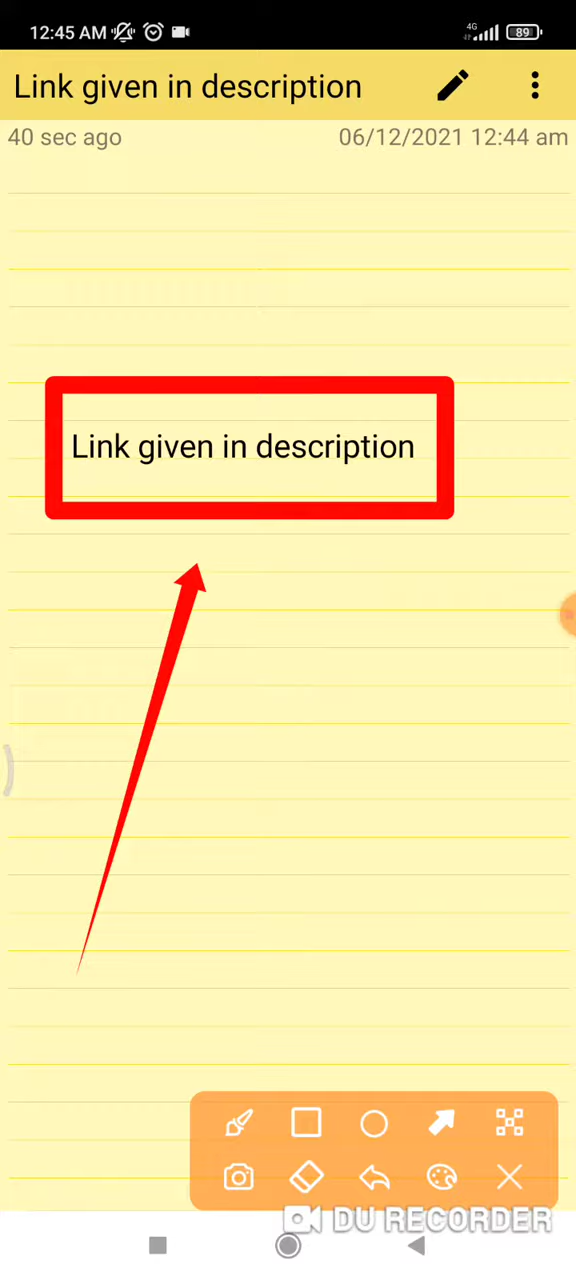 12:45 AM 4G 89
Link given in description
40 sec ago 06/12/2021 12:44 am
Link given in description
DU RECORDER